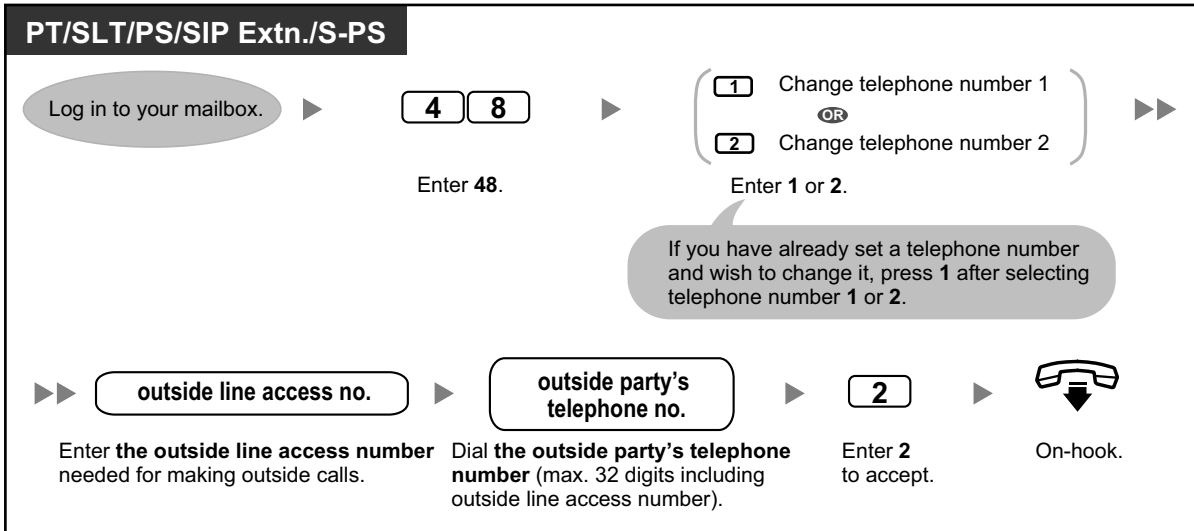 PT/SLT/PS/SIP Extn./S-PS
Log in to your mailbox.
4 8
Enter 48.
1 Change telephone number 1
OR
2 Change telephone number 2
Enter 1 or 2.
If you have already set a telephone number
and wish to change it, press 1 after selecting
telephone number 1 or 2.
outside line access no.
Enter the outside line access number
needed for making outside calls.
outside party’s
telephone no.
Dial the outside party’s telephone
number (max. 32 digits including
outside line access number).
2
Enter 2
to accept.
On-hook.